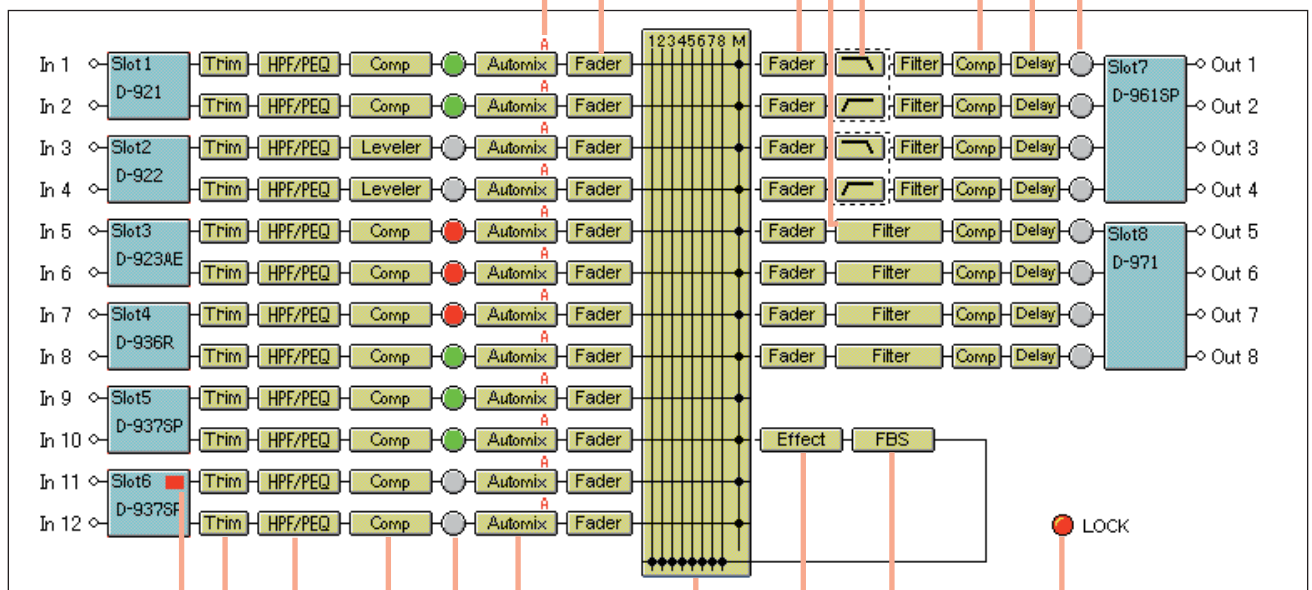 12345678 M
A
In 1 Slot1 Trim HPF/PEQ Comp Automix Fader Fader Filter Comp Delay Slot7 Out 1
D-921 D-961SP
A
In 2 Trim HPF/PEQ Comp Automix Fader Fader Filter Comp Delay Out 2
A
In 3 Slot2 Trim HPF/PEQ Leveler Automix Fader Fader Filter Comp Delay Out 3
D-922
A
In 4 Trim HPF/PEQ Leveler Automix Fader Fader Filter Comp Delay Out 4
A
In 5 Slot3 Trim HPF/PEQ Comp Automix Fader Fader Filter Comp Delay Slot8 Out 5
D-923AE D-971
A
In 6 Trim HPF/PEQ Comp Automix Fader Fader Filter Comp Delay Out 6
A
In 7 Slot4 Trim HPF/PEQ Comp Automix Fader Fader Filter Comp Delay Out 7
D-936R
A
In 8 Trim HPF/PEQ Comp Automix Fader Fader Filter Comp Delay Out 8
A
In 9 Slot5 Trim HPF/PEQ Comp Automix Fader
D-937SP
A
In 10 Trim HPF/PEQ Comp Automix Fader Effect FBS
A
In 11 Slot6 Trim HPF/PEQ Comp Automix Fader
D-937SP
A
In 12 Trim HPF/PEQ Comp Automix Fader LOCK